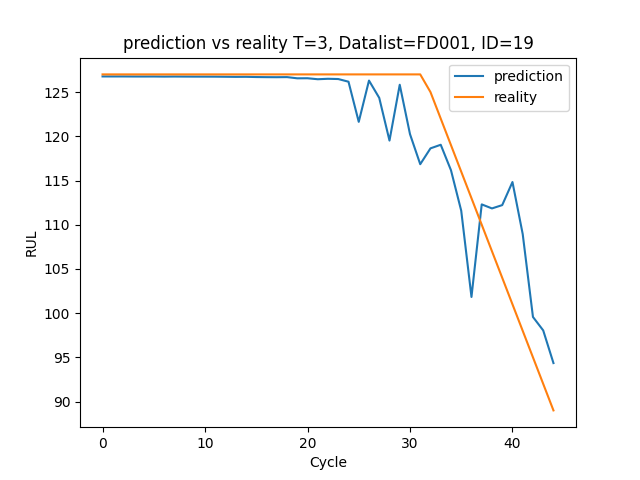 prediction vs reality T=3, Datalist=FD001, ID=19
prediction
reality
125
120
115
110
105
100
95
90
RUL
0 10 20 30 40
Cycle